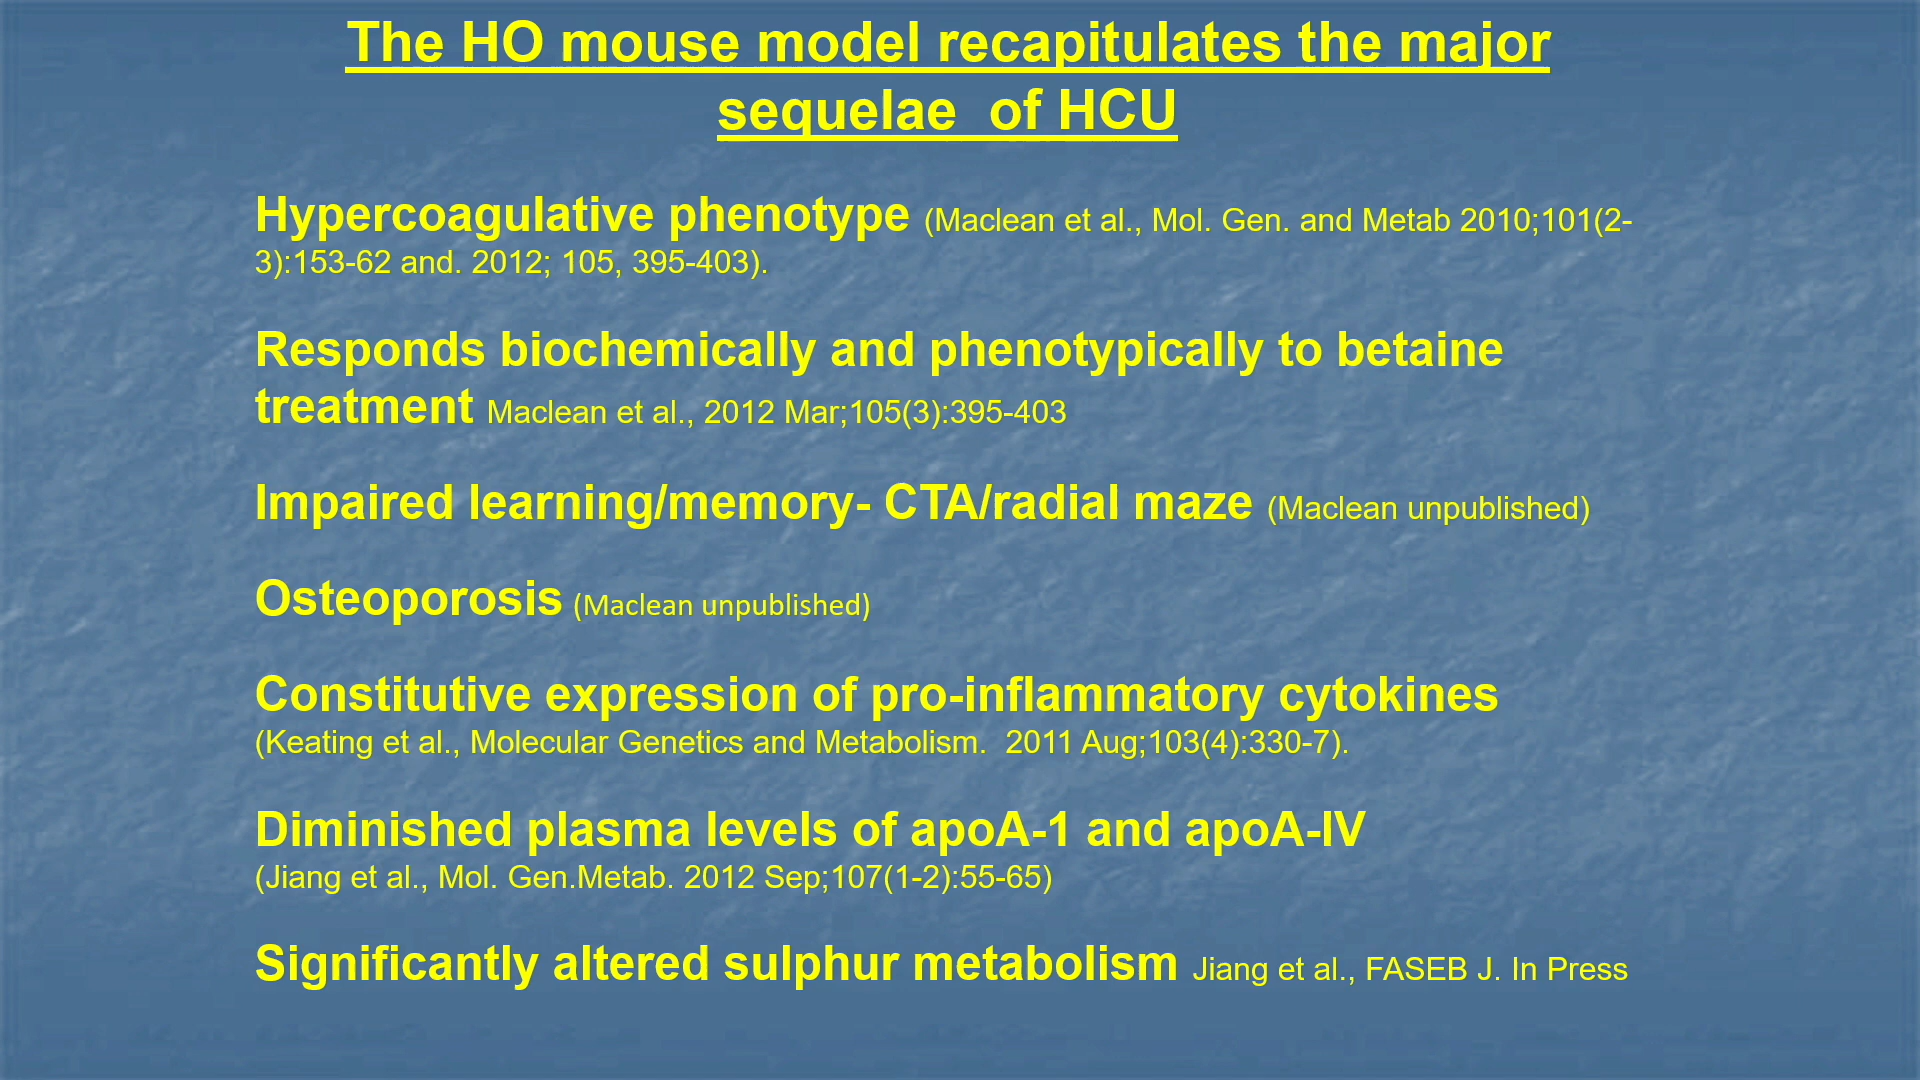 The HO mouse model recapitulates the major
sequelae  of HCU
Hypercoagulative phenotype (Maclean et al., Mol. Gen. and Metab 2010;101(2-
3):153-62 and. 2012; 105, 395-403).
Responds biochemically and phenotypically to betaine
treatment Maclean et al., 2012 Mar;105(3):395-403
Impaired learning/memory- CTA/radial maze (Maclean unpublished)
Osteoporosis (Maclean unpublished)
Constitutive expression of pro-inflammatory cytokines
(Keating et al., Molecular Genetics and Metabolism.  2011 Aug;103(4):330-7).
Diminished plasma levels of apoA-1 and apoA-IV
(Jiang et al., Mol. Gen.Metab. 2012 Sep;107(1-2):55-65)
Significantly altered sulphur metabolism Jiang et al., FASEB J. In Press